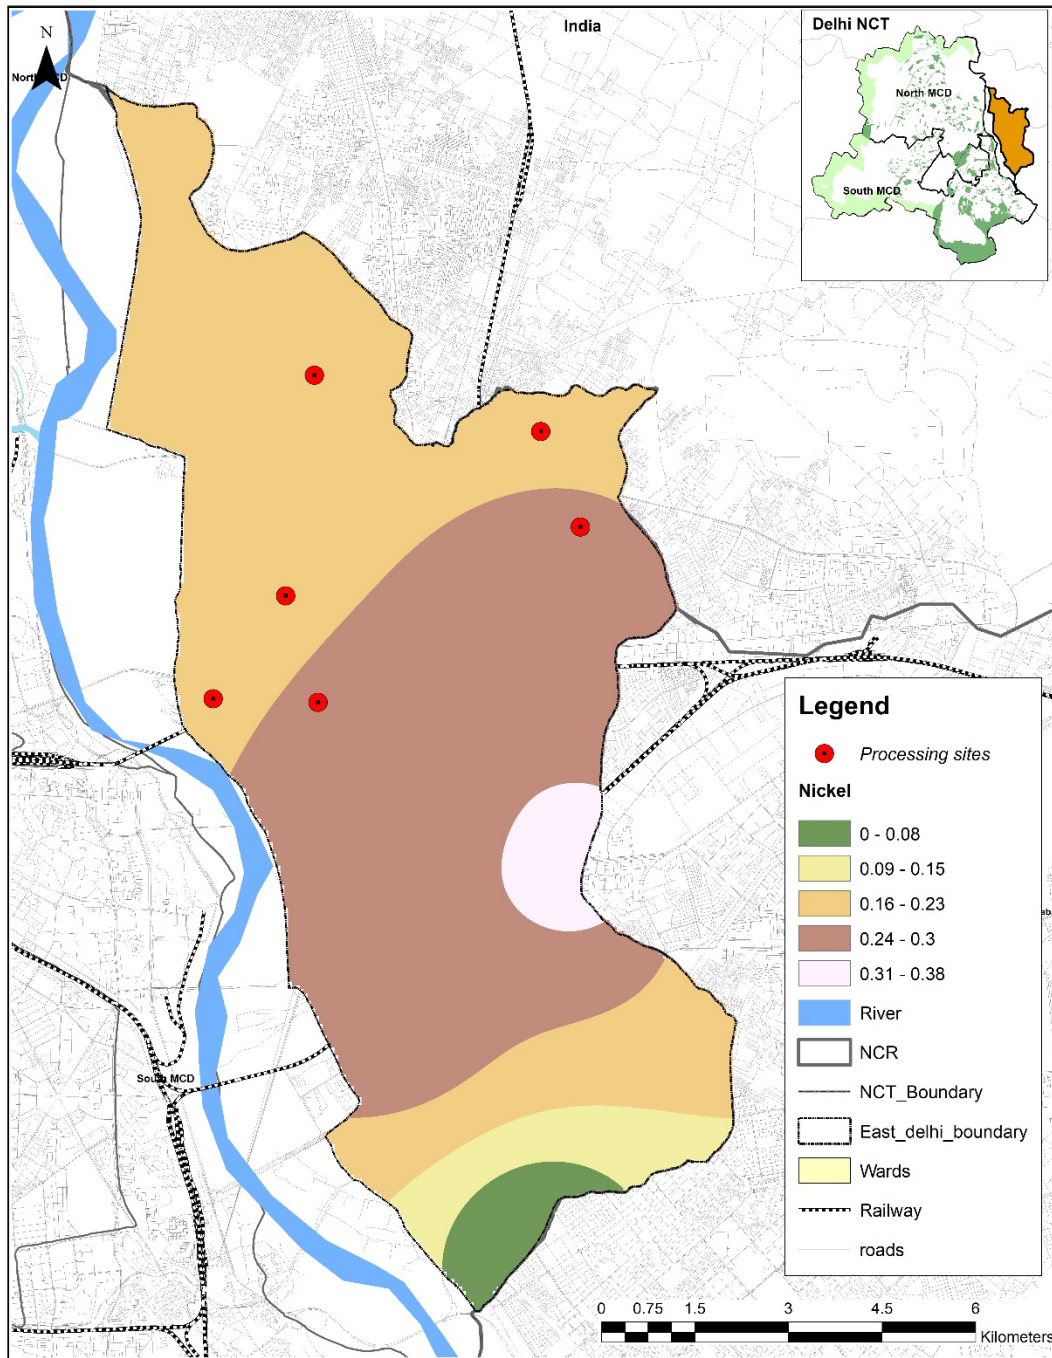 India
Delhi NCT
North MCD
South MCD
N
South MCD
Legend
Processing sites
Nickel
0 - 0.08
0.09 - 0.15
0.16 - 0.23
0.24 - 0.3
0.31 - 0.38
River
NCR
NCT_Boundary
East_delhi_boundary
Wards
Railway
roads
0 0.75 1.5 3 4.5 6
Kilometers